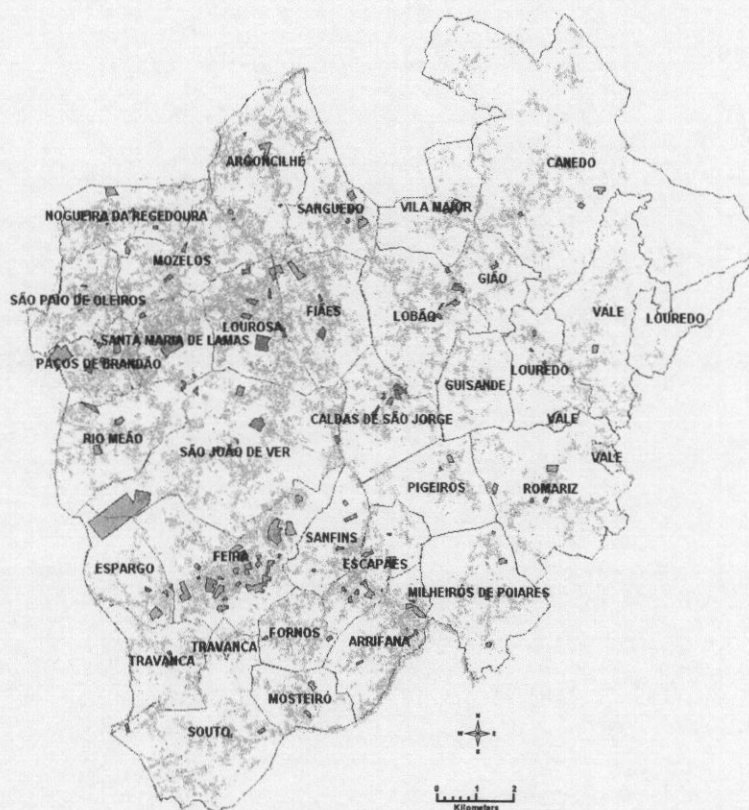 CANEDO
ARGONCILHE
NOGUEIRA DA REGEDOURA
SANGUEDO
VILA MAIOR
MOZELOS
GIÃO
SÃO PAIO DE OLEIROS
LOUROSA
FIÃES
LOBÃO
VALE
LOUREDO
SANTA MARIA DE LAMAS
PAÇOS DE BRANDÃO
LOUREDO
GUISANDE
RIO MEÃO
CALDAS DE SÃO JORGE
VALE
SÃO JOÃO DE VER
VALE
PIGEIROS
ROMARIZ
SANFINS
ESPARGO
FEIRA
ESCAPÃES
MILHEIRÓS DE POIARES
FORNOS
TRAVANCA
ARRIFANA
TRAVANCA
MOSTEIRÓ
SOUTO
N
W E
S
0 1 2
Kilometers